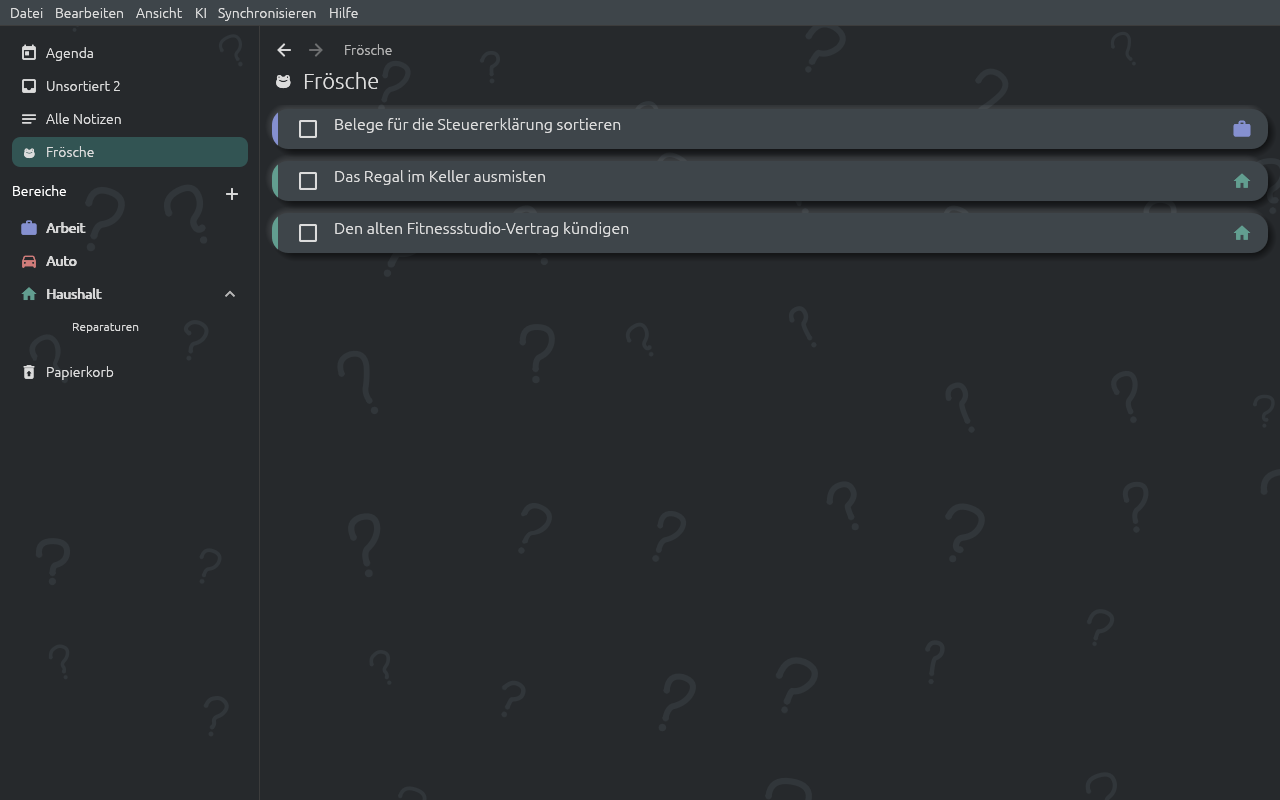 Datei Bearbeiten Ansicht KI Synchronisieren Hilfe
Agenda
Unsortiert 2
Alle Notizen
Frösche
Bereiche
Arbeit
Auto
Haushalt
Reparaturen
Papierkorb
Frösche
Frösche
Belege für die Steuererklärung sortieren
Das Regal im Keller ausmisten
Den alten Fitnessstudio-Vertrag kündigen